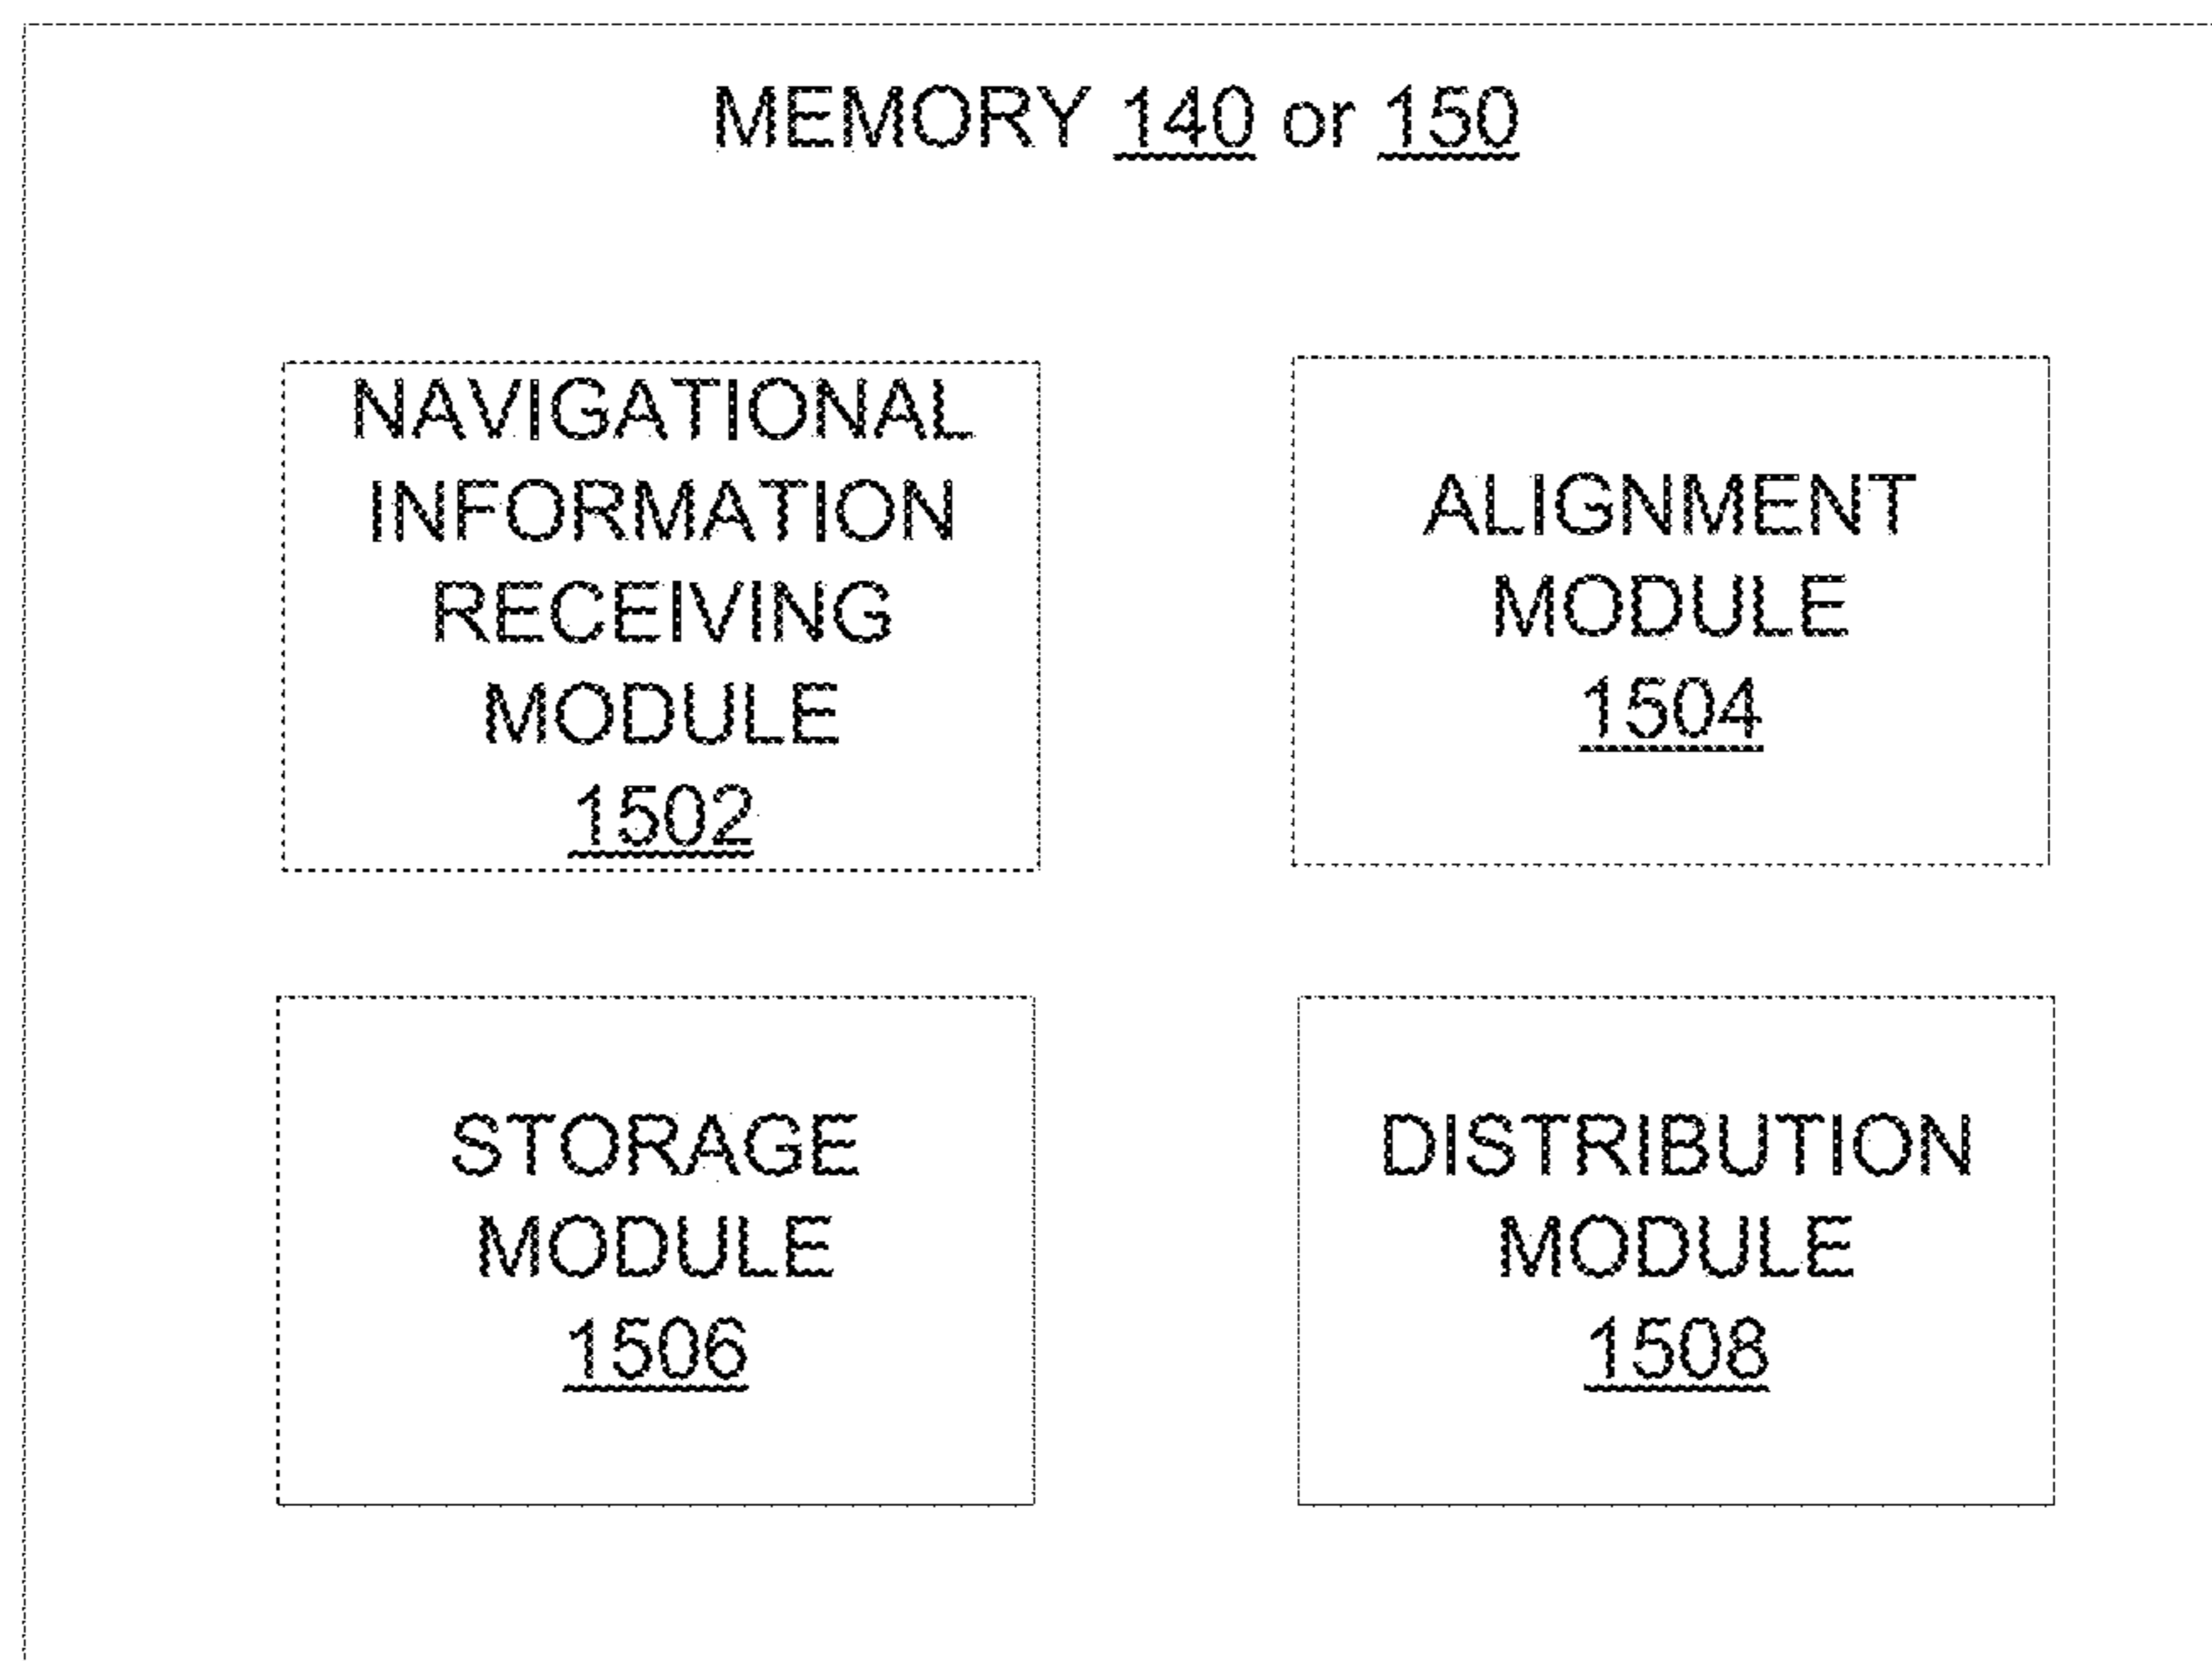 MEMORY 140 or 150
NAVIGATIONAL
INFORMATION
RECEIVING
MODULE
1502
ALIGNMENT
MODULE
1504
STORAGE
MODULE
1506
DISTRIBUTION
MODULE
1508